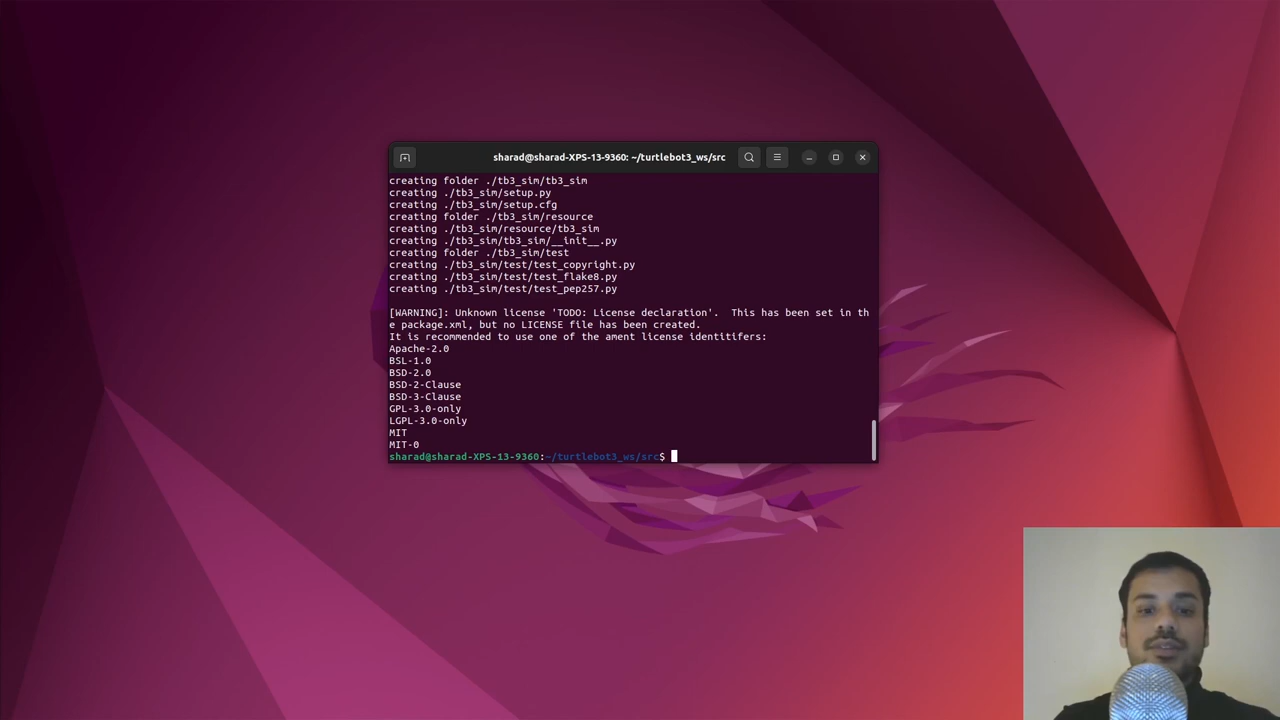 sharad@sharad-XPS-13-9360: ~/turtlebot3_ws/src
creating folder ./tb3_sim/tb3_sim
creating ./tb3_sim/setup.py
creating ./tb3_sim/setup.cfg
creating folder ./tb3_sim/resource
creating ./tb3_sim/resource/tb3_sim
creating ./tb3_sim/tb3_sim/__init__.py
creating folder ./tb3_sim/test
creating ./tb3_sim/test/test_copyright.py
creating ./tb3_sim/test/test_flake8.py
creating ./tb3_sim/test/test_pep257.py
[WARNING]: Unknown license 'TODO: License declaration'.  This has been set in th
e package.xml, but no LICENSE file has been created.
It is recommended to use one of the ament license identitifers:
Apache-2.0
BSL-1.0
BSD-2.0
BSD-2-Clause
BSD-3-Clause
GPL-3.0-only
LGPL-3.0-only
MIT
MIT-0
sharad@sharad-XPS-13-9360:~/turtlebot3_ws/src$